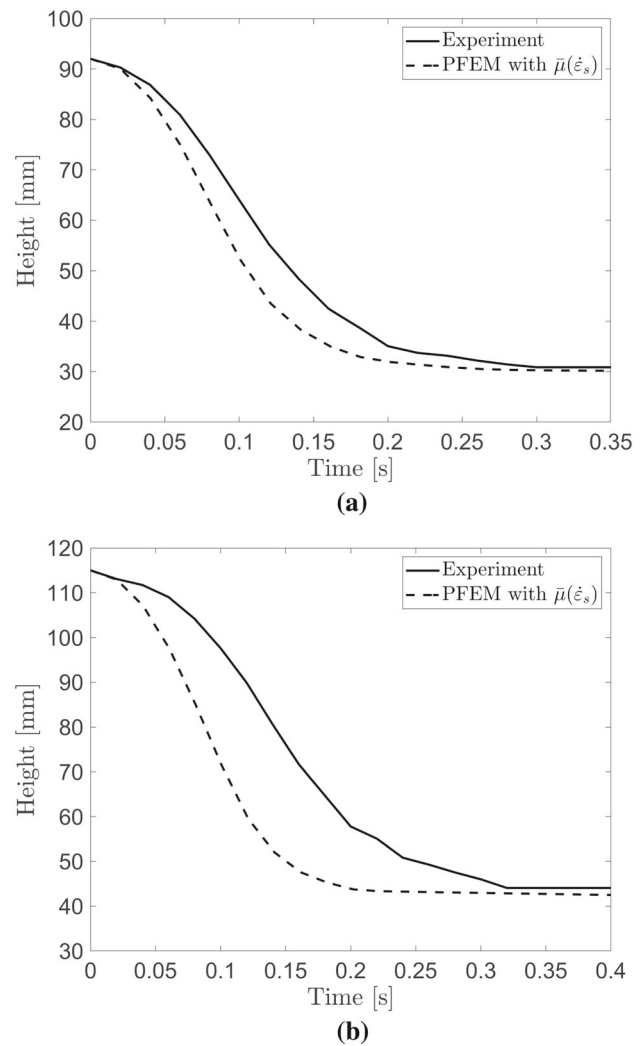 100
90
80
70
60
50
40
30
20
Height [mm]
Experiment
PFEM with μ̄(ε̇ₛ)
0 0.05 0.1 0.15 0.2 0.25 0.3 0.35
Time [s]
(a)
120
110
100
90
80
70
60
50
40
30
Height [mm]
Experiment
PFEM with μ̄(ε̇ₛ)
0 0.05 0.1 0.15 0.2 0.25 0.3 0.35 0.4
Time [s]
(b)